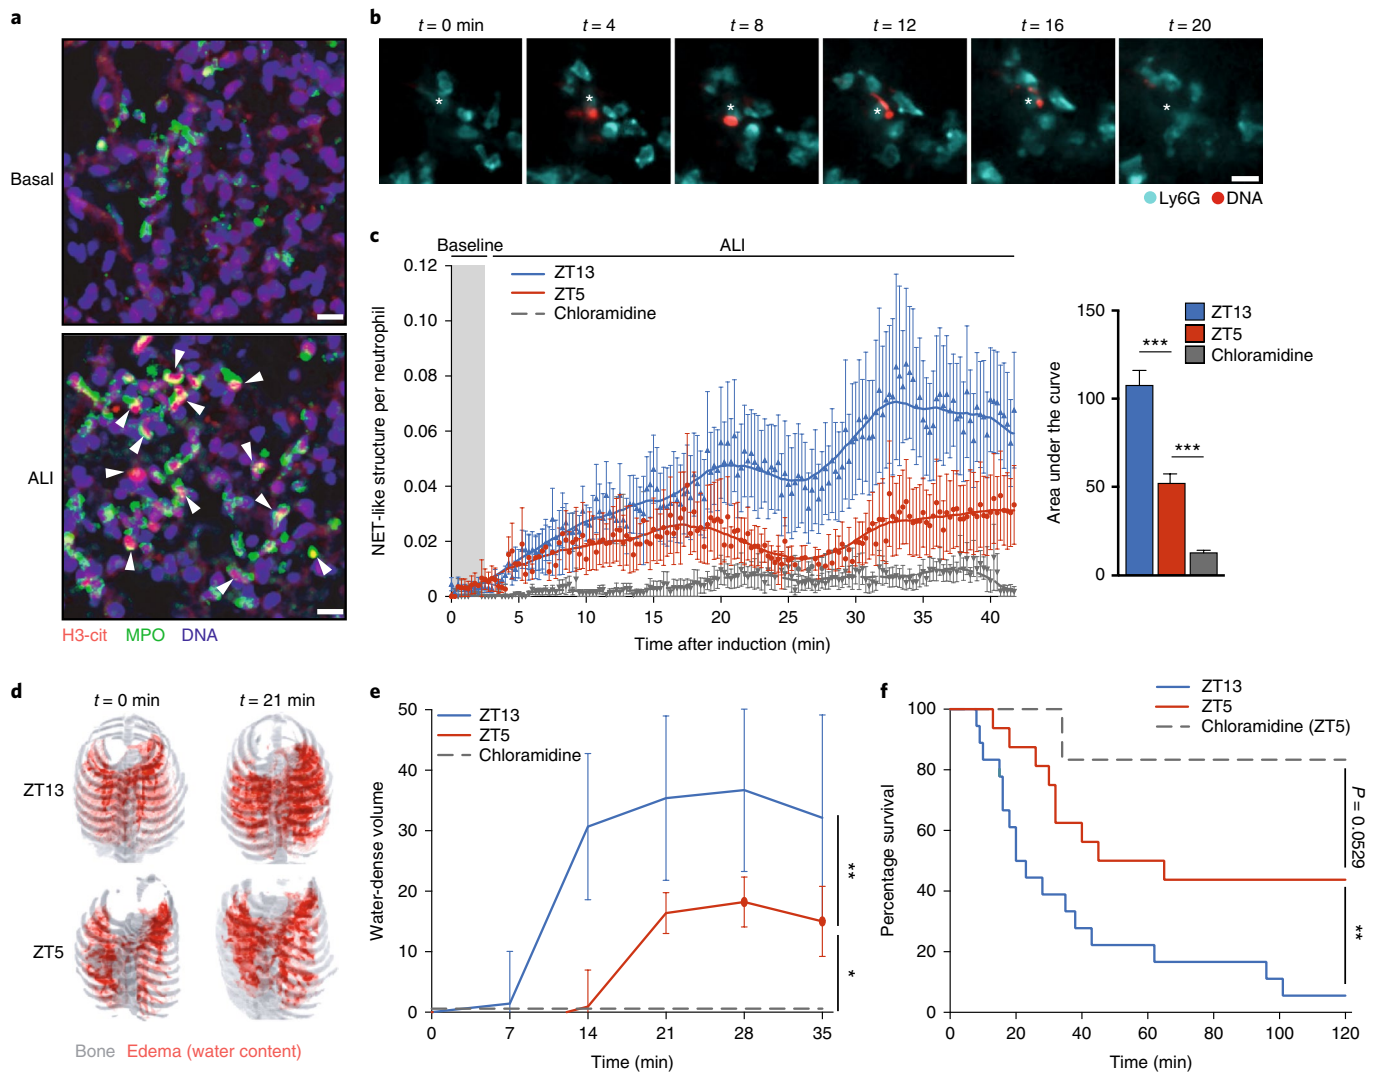 a
Basal
ALI
H3-cit MPO DNA
b
t = 0 min
t = 4
t = 8
t = 12
t = 16
t = 20
*
*
*
*
*
*
Ly6G DNA
c
Baseline
ALI
ZT13
ZT5
Chloramidine
NET-like structure per neutrophil
0.12
0.10
0.08
0.06
0.04
0.02
0
0 5 10 15 20 25 30 35 40
Time after induction (min)
Area under the curve
150
100
50
0
***
***
ZT13
ZT5
Chloramidine
d
t = 0 min
t = 21 min
ZT13
ZT5
Bone Edema (water content)
e
ZT13
ZT5
Chloramidine
Water-dense volume
50
40
30
20
10
0
0 7 14 21 28 35
Time (min)
**
*
f
ZT13
ZT5
Chloramidine (ZT5)
Percentage survival
100
80
60
40
20
0
0 20 40 60 80 100 120
Time (min)
P = 0.0529
**